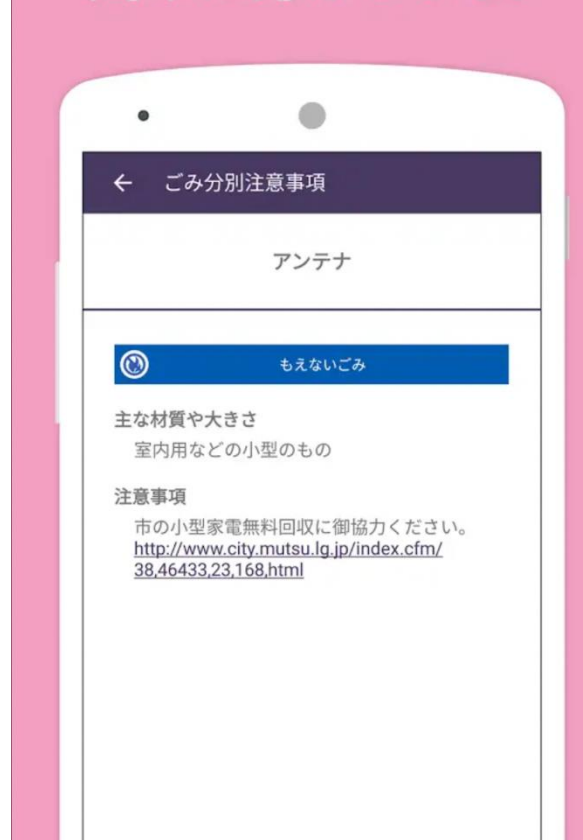 ごみ分別注意事項
アンテナ
もえないごみ
主な材質や大きさ
室内用などの小型のもの
注意事項
市の小型家電無料回収に御協力ください。
http://www.city.mutsu.lg.jp/index.cfm/
38,46433,23,168,html